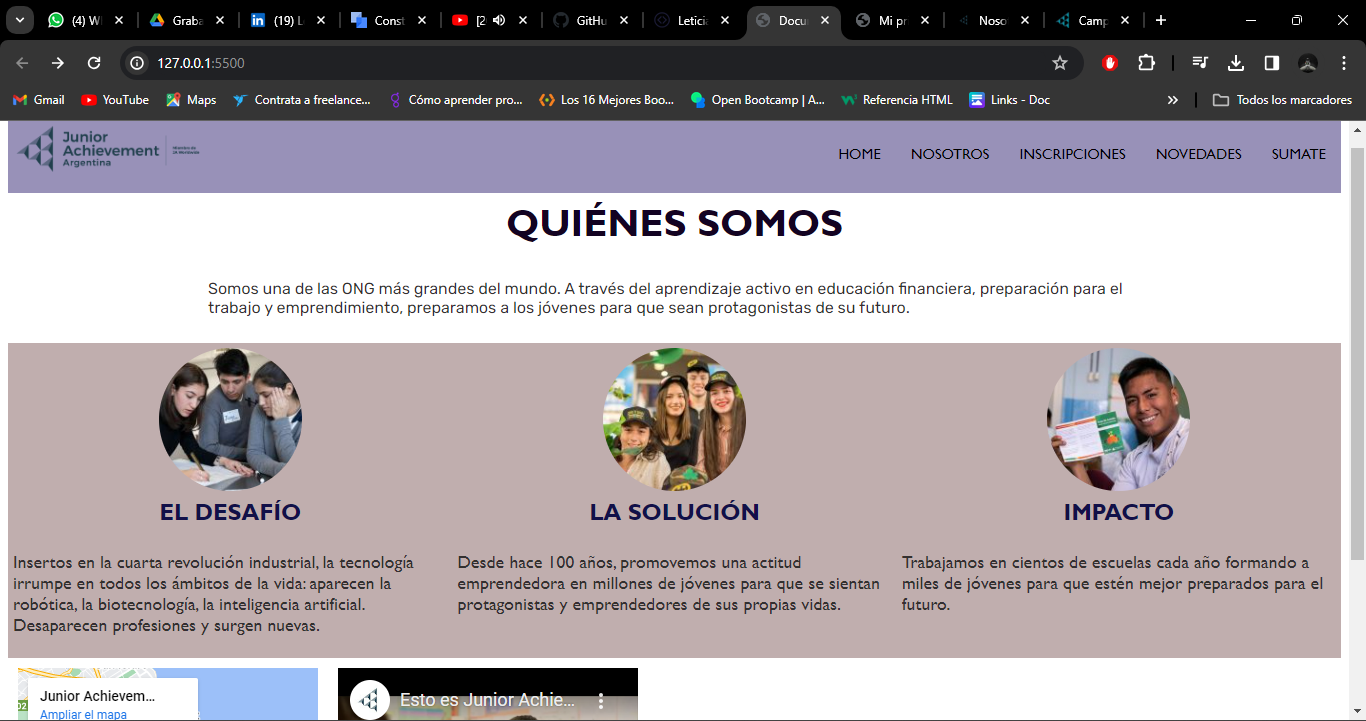 (4) W
Graba
(19) L
Const
[2
GitHu
Leticia
Docu
Mi pr
Noso
Camp
127.0.0.1:5500
Gmail
YouTube
Maps
Contrata a freelance...
Cómo aprender pro...
Los 16 Mejores Boo...
Open Bootcamp | A...
Referencia HTML
Links - Doc
Todos los marcadores
Junior
Achievement
Argentina
HOME
NOSOTROS
INSCRIPCIONES
NOVEDADES
SUMATE
QUIÉNES SOMOS
Somos una de las ONG más grandes del mundo. A través del aprendizaje activo en educación financiera, preparación para el
trabajo y emprendimiento, preparamos a los jóvenes para que sean protagonistas de su futuro.
EL DESAFÍO
Insertos en la cuarta revolución industrial, la tecnología
irrumpe en todos los ámbitos de la vida: aparecen la
robótica, la biotecnología, la inteligencia artificial.
Desaparecen profesiones y surgen nuevas.
LA SOLUCIÓN
Desde hace 100 años, promovemos una actitud
emprendedora en millones de jóvenes para que se sientan
protagonistas y emprendedores de sus propias vidas.
IMPACTO
Trabajamos en cientos de escuelas cada año formando a
miles de jóvenes para que estén mejor preparados para el
futuro.
02
Junior Achievem...
Ampliar el mapa
Esto es Junior Achie...